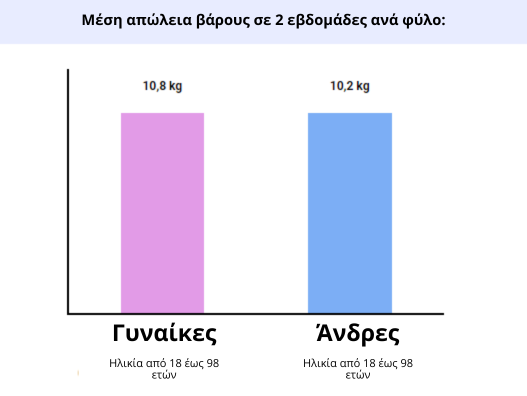 Μέση απώλεια βάρους σε 2 εβδομάδες ανά φύλο:
10,8 kg
10,2 kg
Γυναίκες
Άνδρες
Ηλικία από 18 έως 98
ετών
Ηλικία από 18 έως 98
ετών